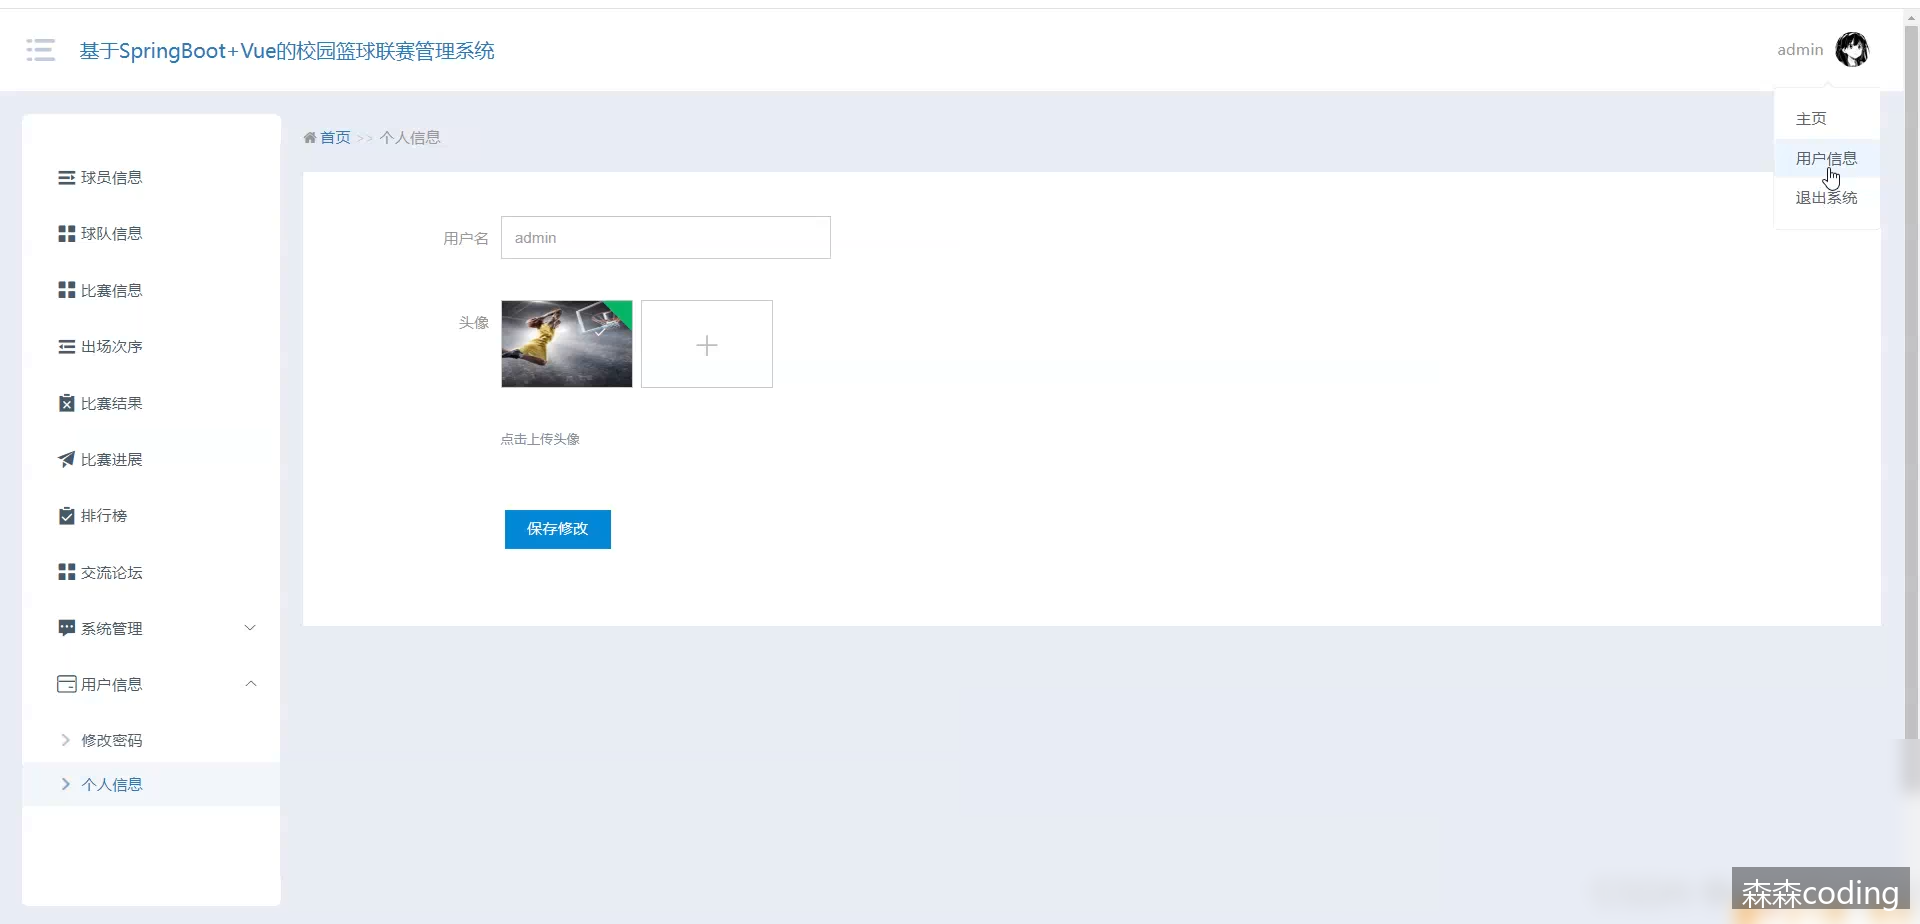 基于SpringBoot+Vue的校园篮球联赛管理系统
admin
主页
用户信息
退出系统
首页 >> 个人信息
球员信息
球队信息
比赛信息
出场次序
比赛结果
比赛进展
排行榜
交流论坛
系统管理
用户信息
修改密码
个人信息
用户名 admin
头像
点击上传头像
保存修改
森森coding